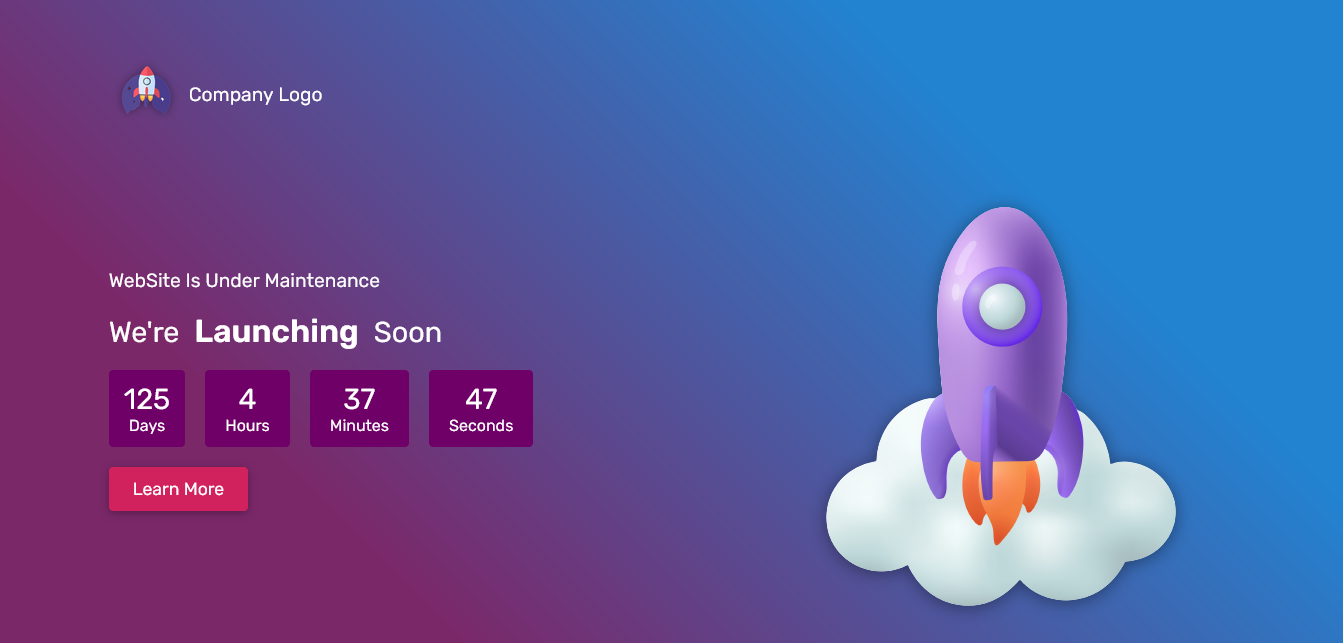 Company Logo
WebSite Is Under Maintenance
We're Launching Soon
125 4 37 47
Days Hours Minutes Seconds
Learn More